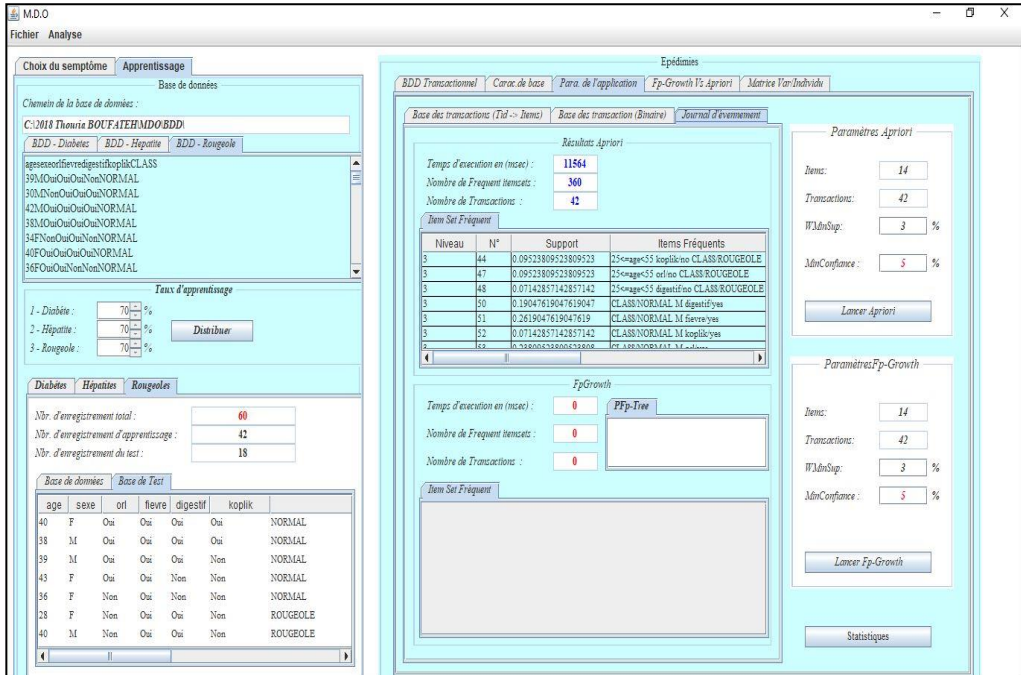 M.D.O
Fichier Analyse
Choix du semptôme Apprentissage
Base de données
Chemein de la base de données :
C:\2018 Thouria BOUFATEH\MDO\BDD\
BDD - Diabetes BDD - Hepatite BDD - Rougeole
agesexeorlfievredigestifkoplikCLASS
39MOuiOuiOuiNonNORMAL
30MNonOuiOuiOuiNORMAL
42MOuiOuiOuiOuiNORMAL
38MOuiOuiOuiOuiNORMAL
34FNonOuiOuiNonNORMAL
40FOuiOuiOuiOuiNORMAL
36FOuiOuiNonNonNORMAL
Taux d'apprentissage
1 - Diabéte : 70 %
2 - Hépatite : 70 % Distribuer
3 - Rougeole : 70 %
Diabétes Hépatites Rougeoles
Nbr. d'enregistrement total : 60
Nbr. d'enregistrement d'apprentissage : 42
Nbr. d'enregistrement du test : 18
Base de données Base de Test
age sexe orl fievre digestif koplik
40 F Oui Oui Oui Oui NORMAL
38 M Oui Oui Oui Oui NORMAL
39 M Oui Oui Oui Non NORMAL
43 F Oui Oui Non Non NORMAL
36 F Non Oui Non Non NORMAL
28 F Non Oui Oui Non ROUGEOLE
40 M Non Oui Oui Non ROUGEOLE
Epédimies
BDD Transactionnel Carac.de base Para. de l'application Fp-Growth Vs Apriori Matrice Var/Individu
Base des transactions (Tid -> Items) Base des transaction (Binaire) Journal d'évennement
Résultats Apriori
Temps d'execution en (msec) : 11564
Nombre de Frequent itemsets : 360
Nombre de Transactions : 42
Item Set Fréquent
Niveau N° Support Items Fréquents
3 44 0.09523809523809523 25<=age<55 koplik/no CLASS/ROUGEOLE
3 47 0.09523809523809523 25<=age<55 orl/no CLASS/ROUGEOLE
3 48 0.07142857142857142 25<=age<55 digestif/no CLASS/ROUGEOLE
3 50 0.19047619047619047 CLASS/NORMAL M digestif/yes
3 51 0.2619047619047619 CLASS/NORMAL M fievre/yes
3 52 0.07142857142857142 CLASS/NORMAL M koplik/yes
3 53 0.23809523809523808 CLASS/NORMAL M orl/yes
FpGrowth
Temps d'execution en (msec) : 0 PFp-Tree
Nombre de Frequent itemsets : 0
Nombre de Transactions : 0
Item Set Fréquent
Paramètres Apriori
Items: 14
Transactions: 42
WMinSup: 3 %
MinConfiance : 5 %
Lancer Apriori
ParamètresFp-Growth
Items: 14
Transactions: 42
WMinSup: 3 %
MinConfiance : 5 %
Lancer Fp-Growth
Statistiques